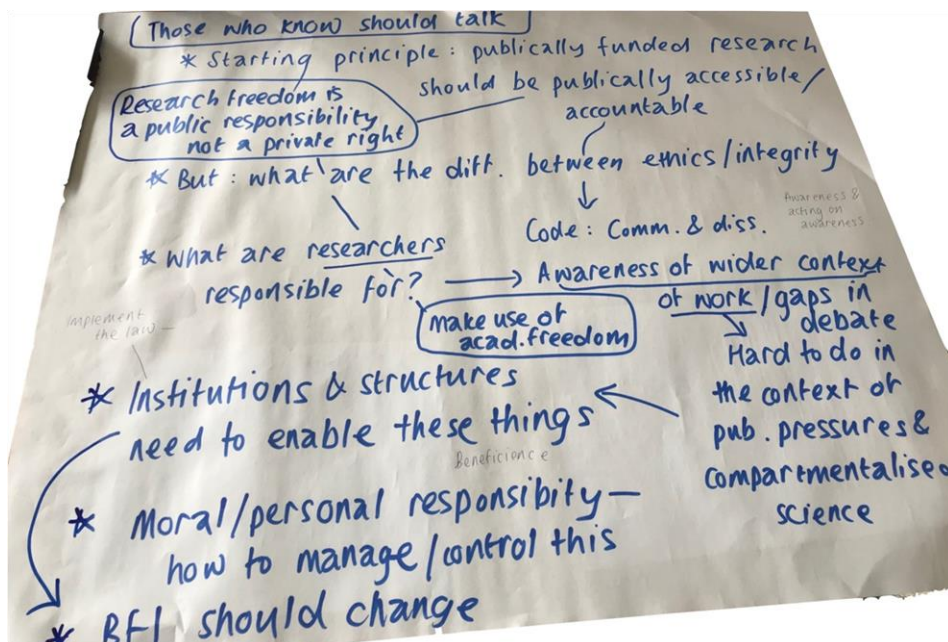 Those who know should talk
* Starting principle : publically funded research
should be publically accessible/
accountable
Research freedom is
a public responsibility
not a private right
* But : what are the diff. between ethics/integrity
Code : Comm. & diss.
Awareness &
acting on
awareness
* What are researchers
responsible for?
Awareness of wider context
of work/gaps in
debate
make use of
acad. freedom
Hard to do in
the context of
pub. pressures &
compartmentalised
science
Implement
the law
* Institutions & structures
need to enable these things
Beneficience
* Moral/personal responsibity —
how to manage/control this
* BFI should change